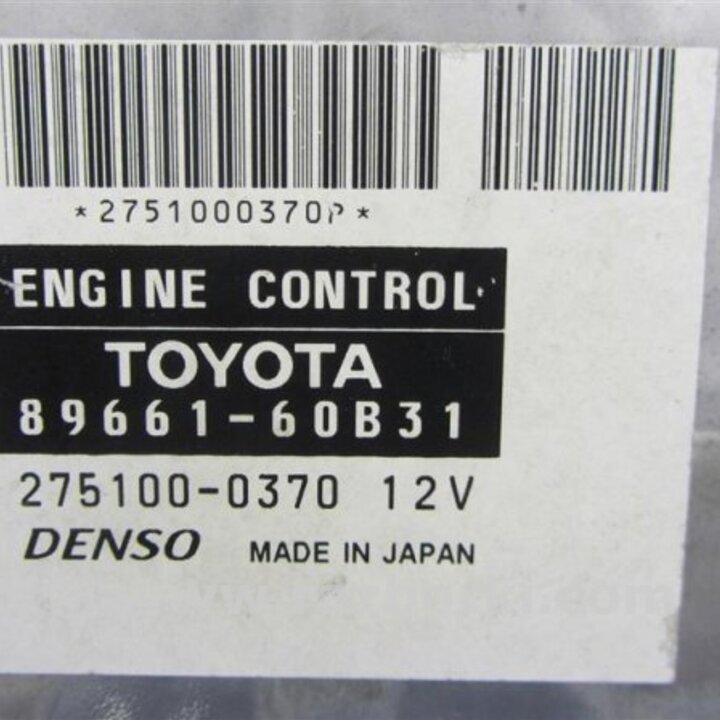 *2751000370P*
ENGINE CONTROL
TOYOTA
89661-60B31
275100-0370 12V
DENSO MADE IN JAPAN